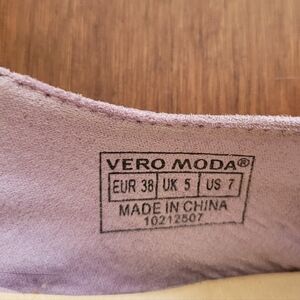 VERO MODA®
EUR 38 UK 5 US 7
MADE IN CHINA
10212507